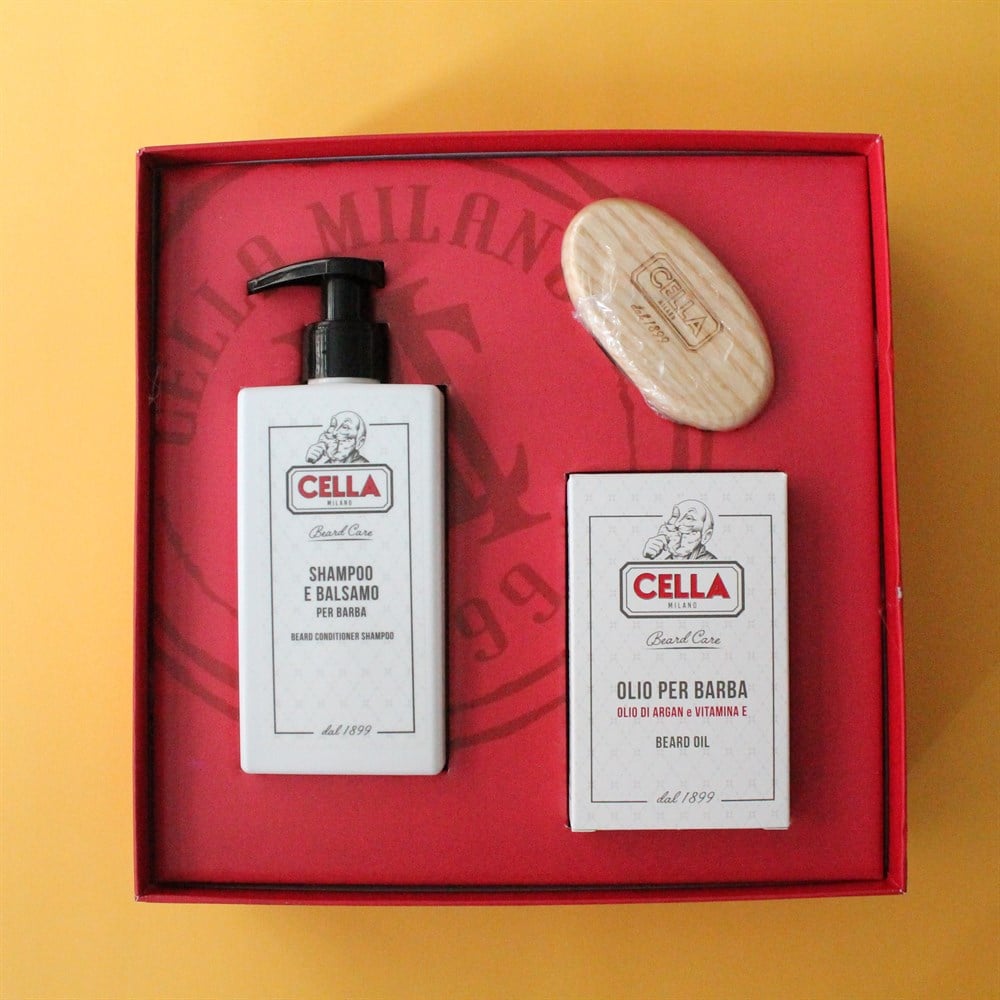 CELLA MILANO
1899
CELLA
MILANO
dal 1899
CELLA
MILANO
Beard Care
SHAMPOO
E BALSAMO
PER BARBA
BEARD CONDITIONER SHAMPOO
dal 1899
CELLA
MILANO
Beard Care
OLIO PER BARBA
OLIO DI ARGAN e VITAMINA E
BEARD OIL
dal 1899